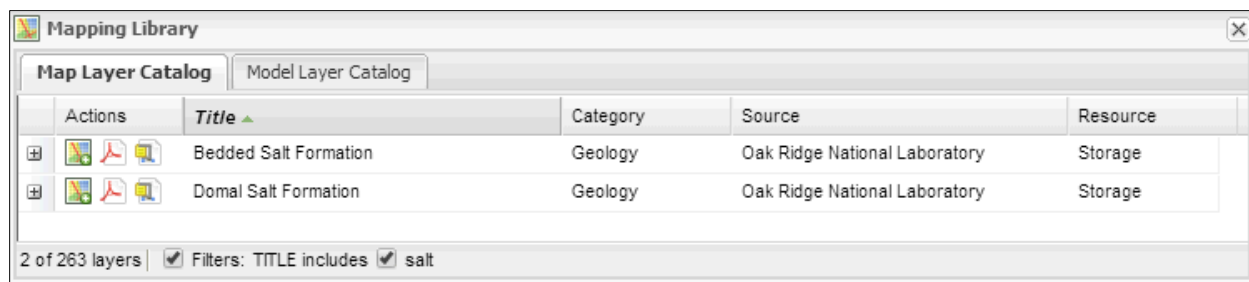 Mapping Library
Map Layer Catalog Model Layer Catalog
Actions Title Category Source Resource
Bedded Salt Formation Geology Oak Ridge National Laboratory Storage
Domal Salt Formation Geology Oak Ridge National Laboratory Storage
2 of 263 layers Filters: TITLE includes salt